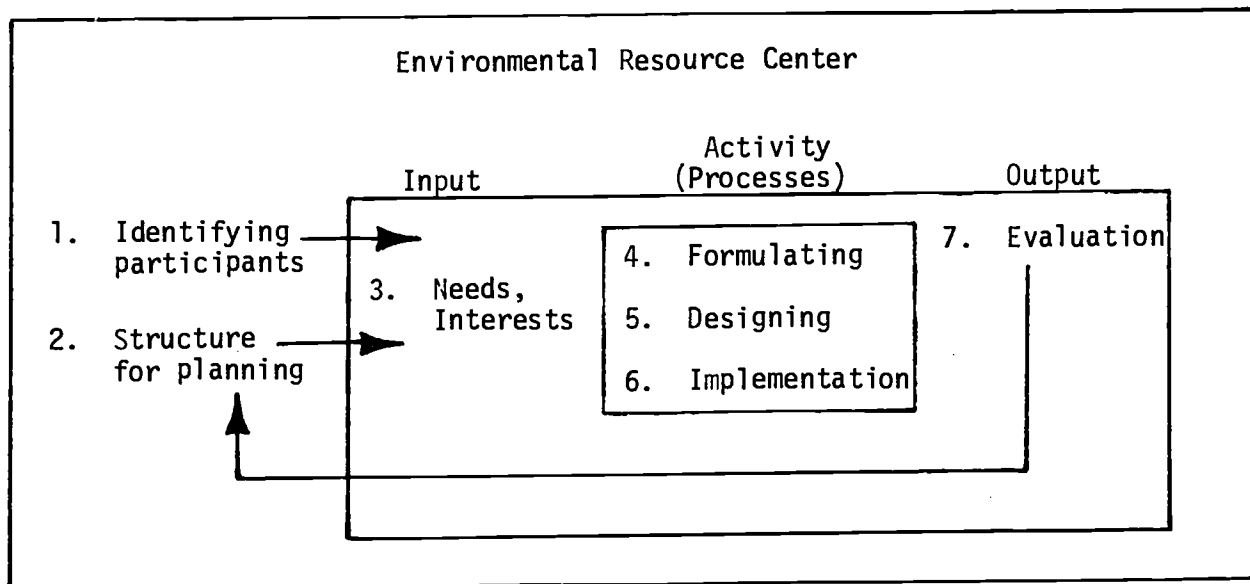 Environmental Resource Center
Activity
Input (Processes) Output
1. Identifying
participants
2. Structure
for planning
3. Needs,
Interests
4. Formulating
5. Designing
6. Implementation
7. Evaluation